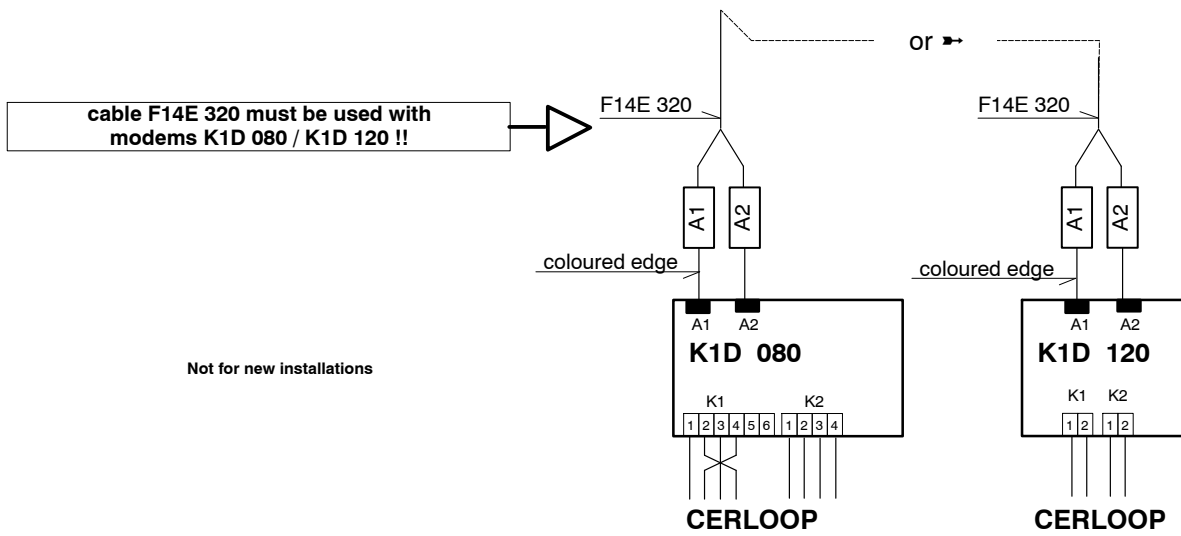 or
cable F14E 320 must be used with
modems K1D 080 / K1D 120 !!
F14E 320
F14E 320
A1
A2
A1
A2
coloured edge
coloured edge
A1 A2
A1 A2
K1D 080
K1D 120
Not for new installations
K1 K2
K1 K2
1 2 3 4 5 6 1 2 3 4
1 2 1 2
CERLOOP
CERLOOP